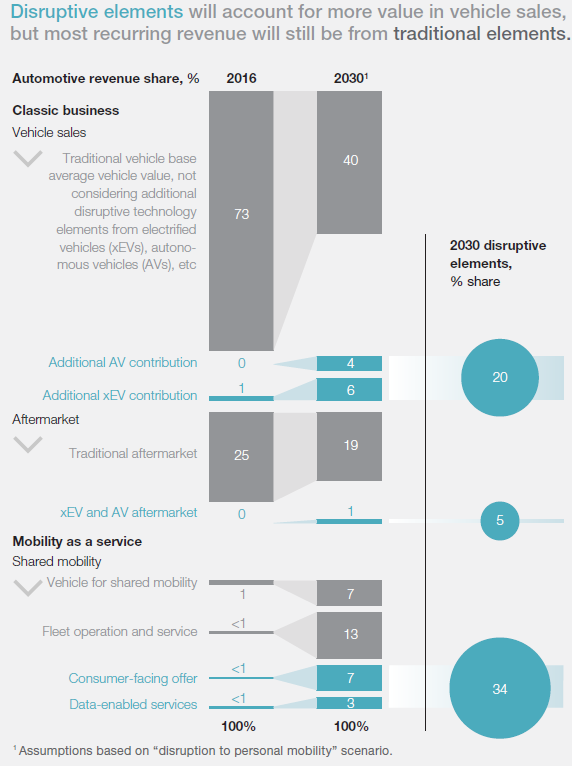 Disruptive elements will account for more value in vehicle sales,
but most recurring revenue will still be from traditional elements.
Automotive revenue share, % 2016 2030¹
Classic business
Vehicle sales
Traditional vehicle base
average vehicle value, not
considering additional
disruptive technology
elements from electrified
vehicles (xEVs), autono-
mous vehicles (AVs), etc
73
40
2030 disruptive
elements,
% share
Additional AV contribution 0 4
20
Additional xEV contribution 1 6
Aftermarket
Traditional aftermarket 25 19
xEV and AV aftermarket 0 1
5
Mobility as a service
Shared mobility
Vehicle for shared mobility 1 7
Fleet operation and service <1 13
Consumer-facing offer <1 7
34
Data-enabled services <1 3
100% 100%
¹ Assumptions based on “disruption to personal mobility” scenario.